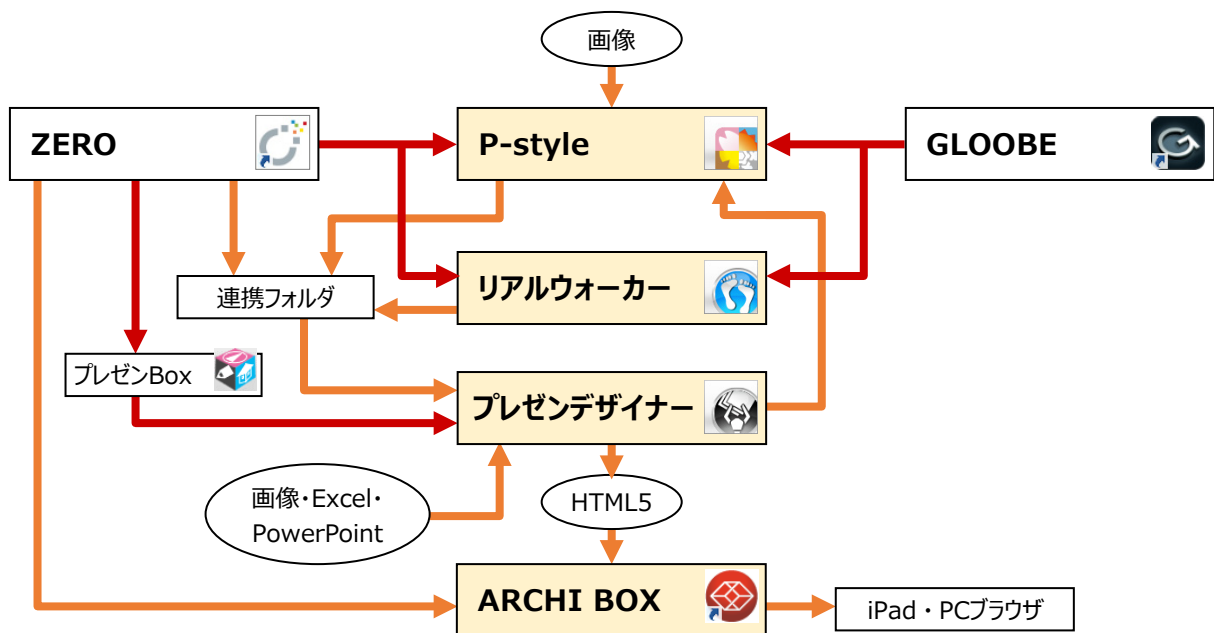 画像
ZERO
P-style
GLOOBE
連携フォルダ
リアルウォーカー
プレゼンBox
プレゼンデザイナー
画像・Excel・
PowerPoint
HTML5
ARCHI BOX
iPad・PCブラウザ